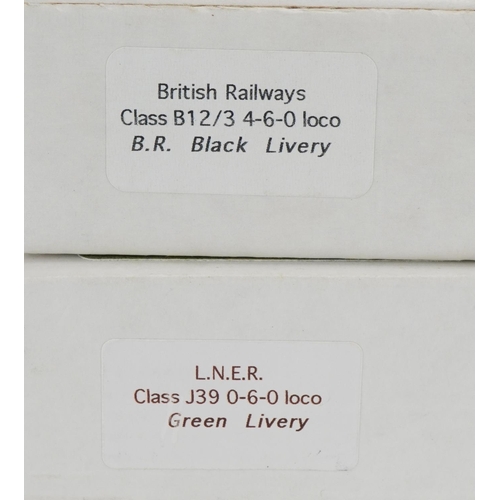 British Railways
Class B12/3 4-6-0 loco
B.R. Black Livery
L.N.E.R.
Class J39 0-6-0 loco
Green Livery